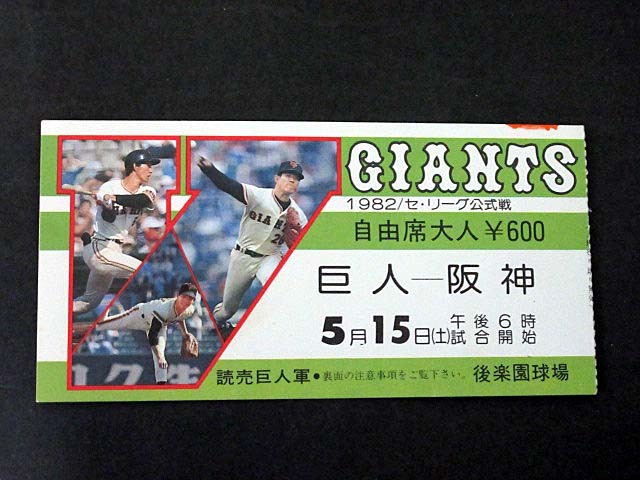 GIANTS
1982/セ・リーグ公式戦
自由席大人¥600
巨人―阪神
5月15日(土)午後6時試合開始
読売巨人軍●裏面の注意事項をご覧下さい。後楽園球場